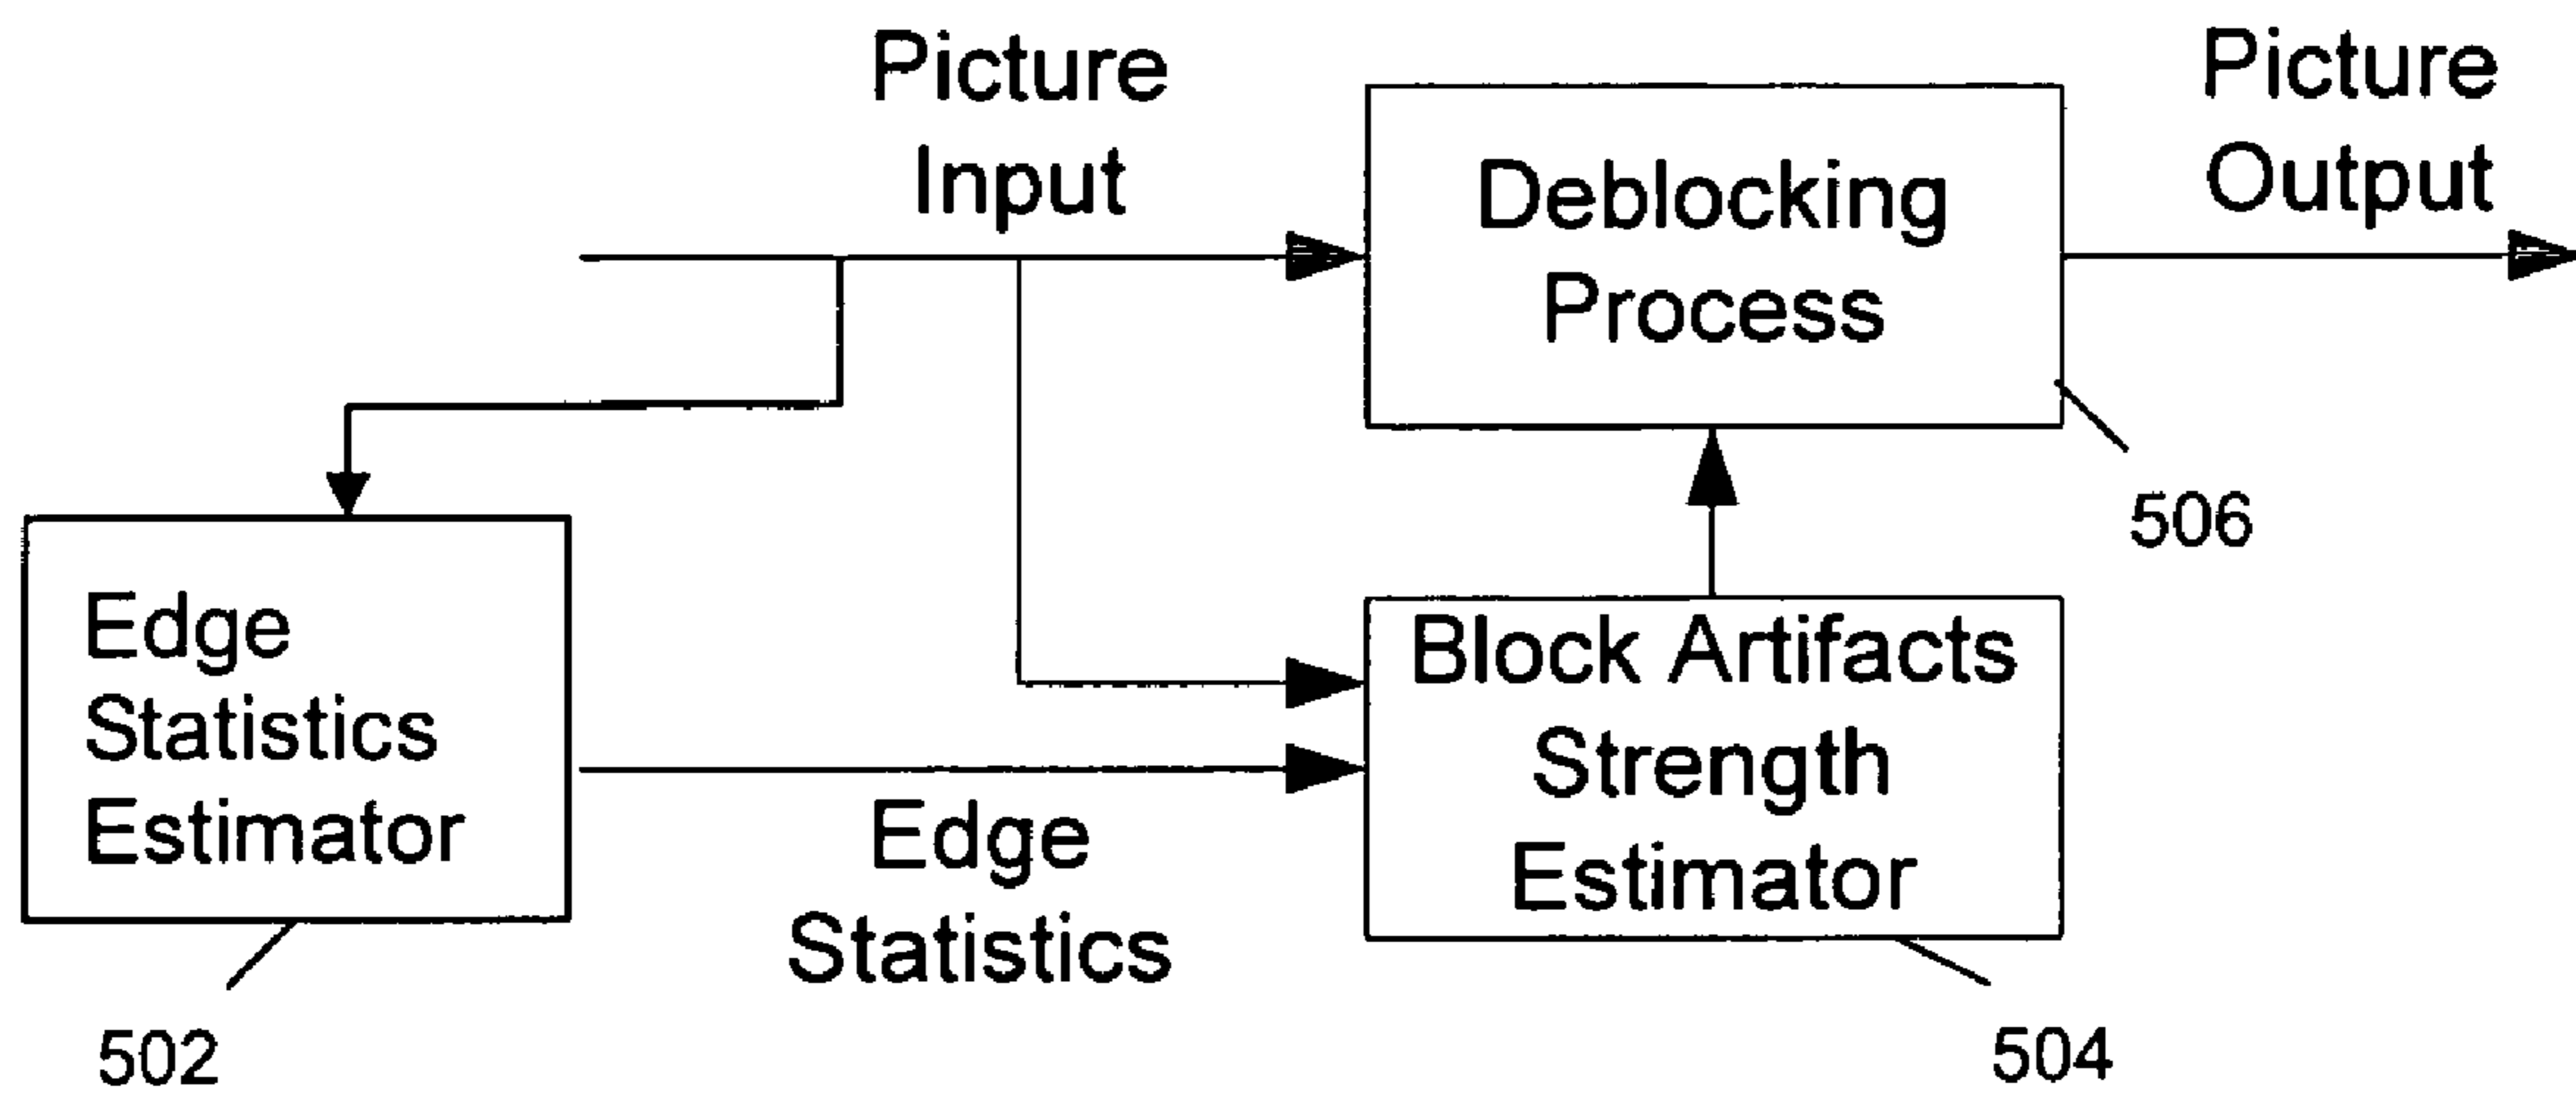 Picture
Input
Deblocking
Process
Picture
Output
506
Edge
Statistics
Estimator
502
Edge
Statistics
Block Artifacts
Strength
Estimator
504